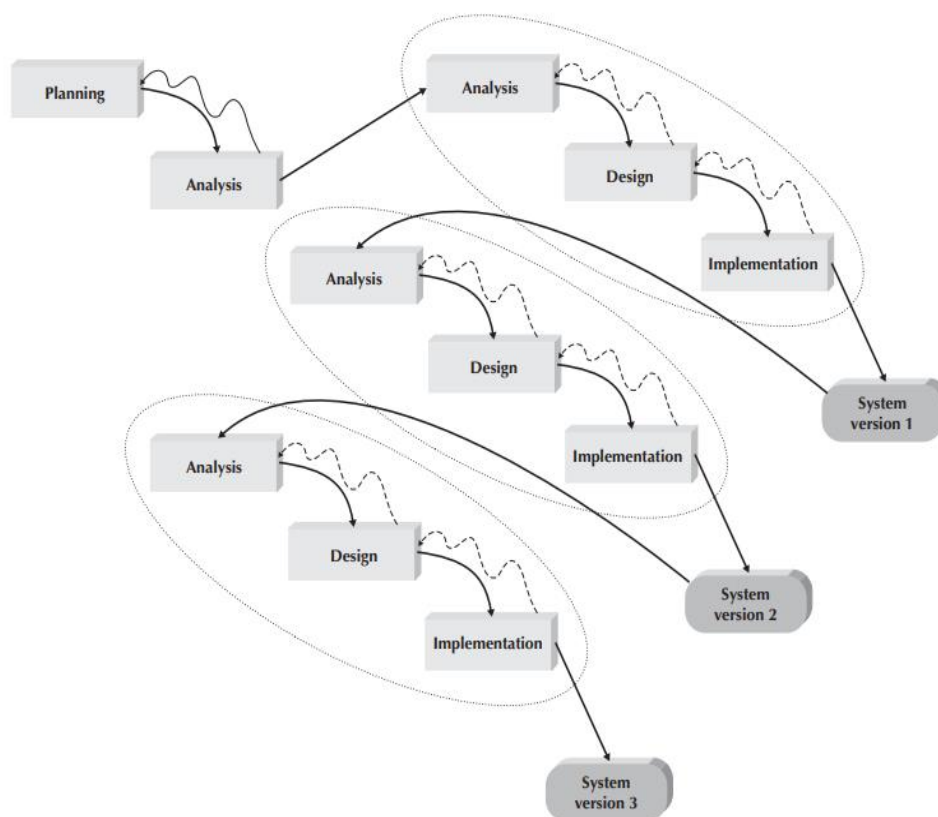 Planning
Analysis
Analysis
Design
Implementation
System
version 1
Analysis
Design
Implementation
System
version 2
Analysis
Design
Implementation
System
version 3